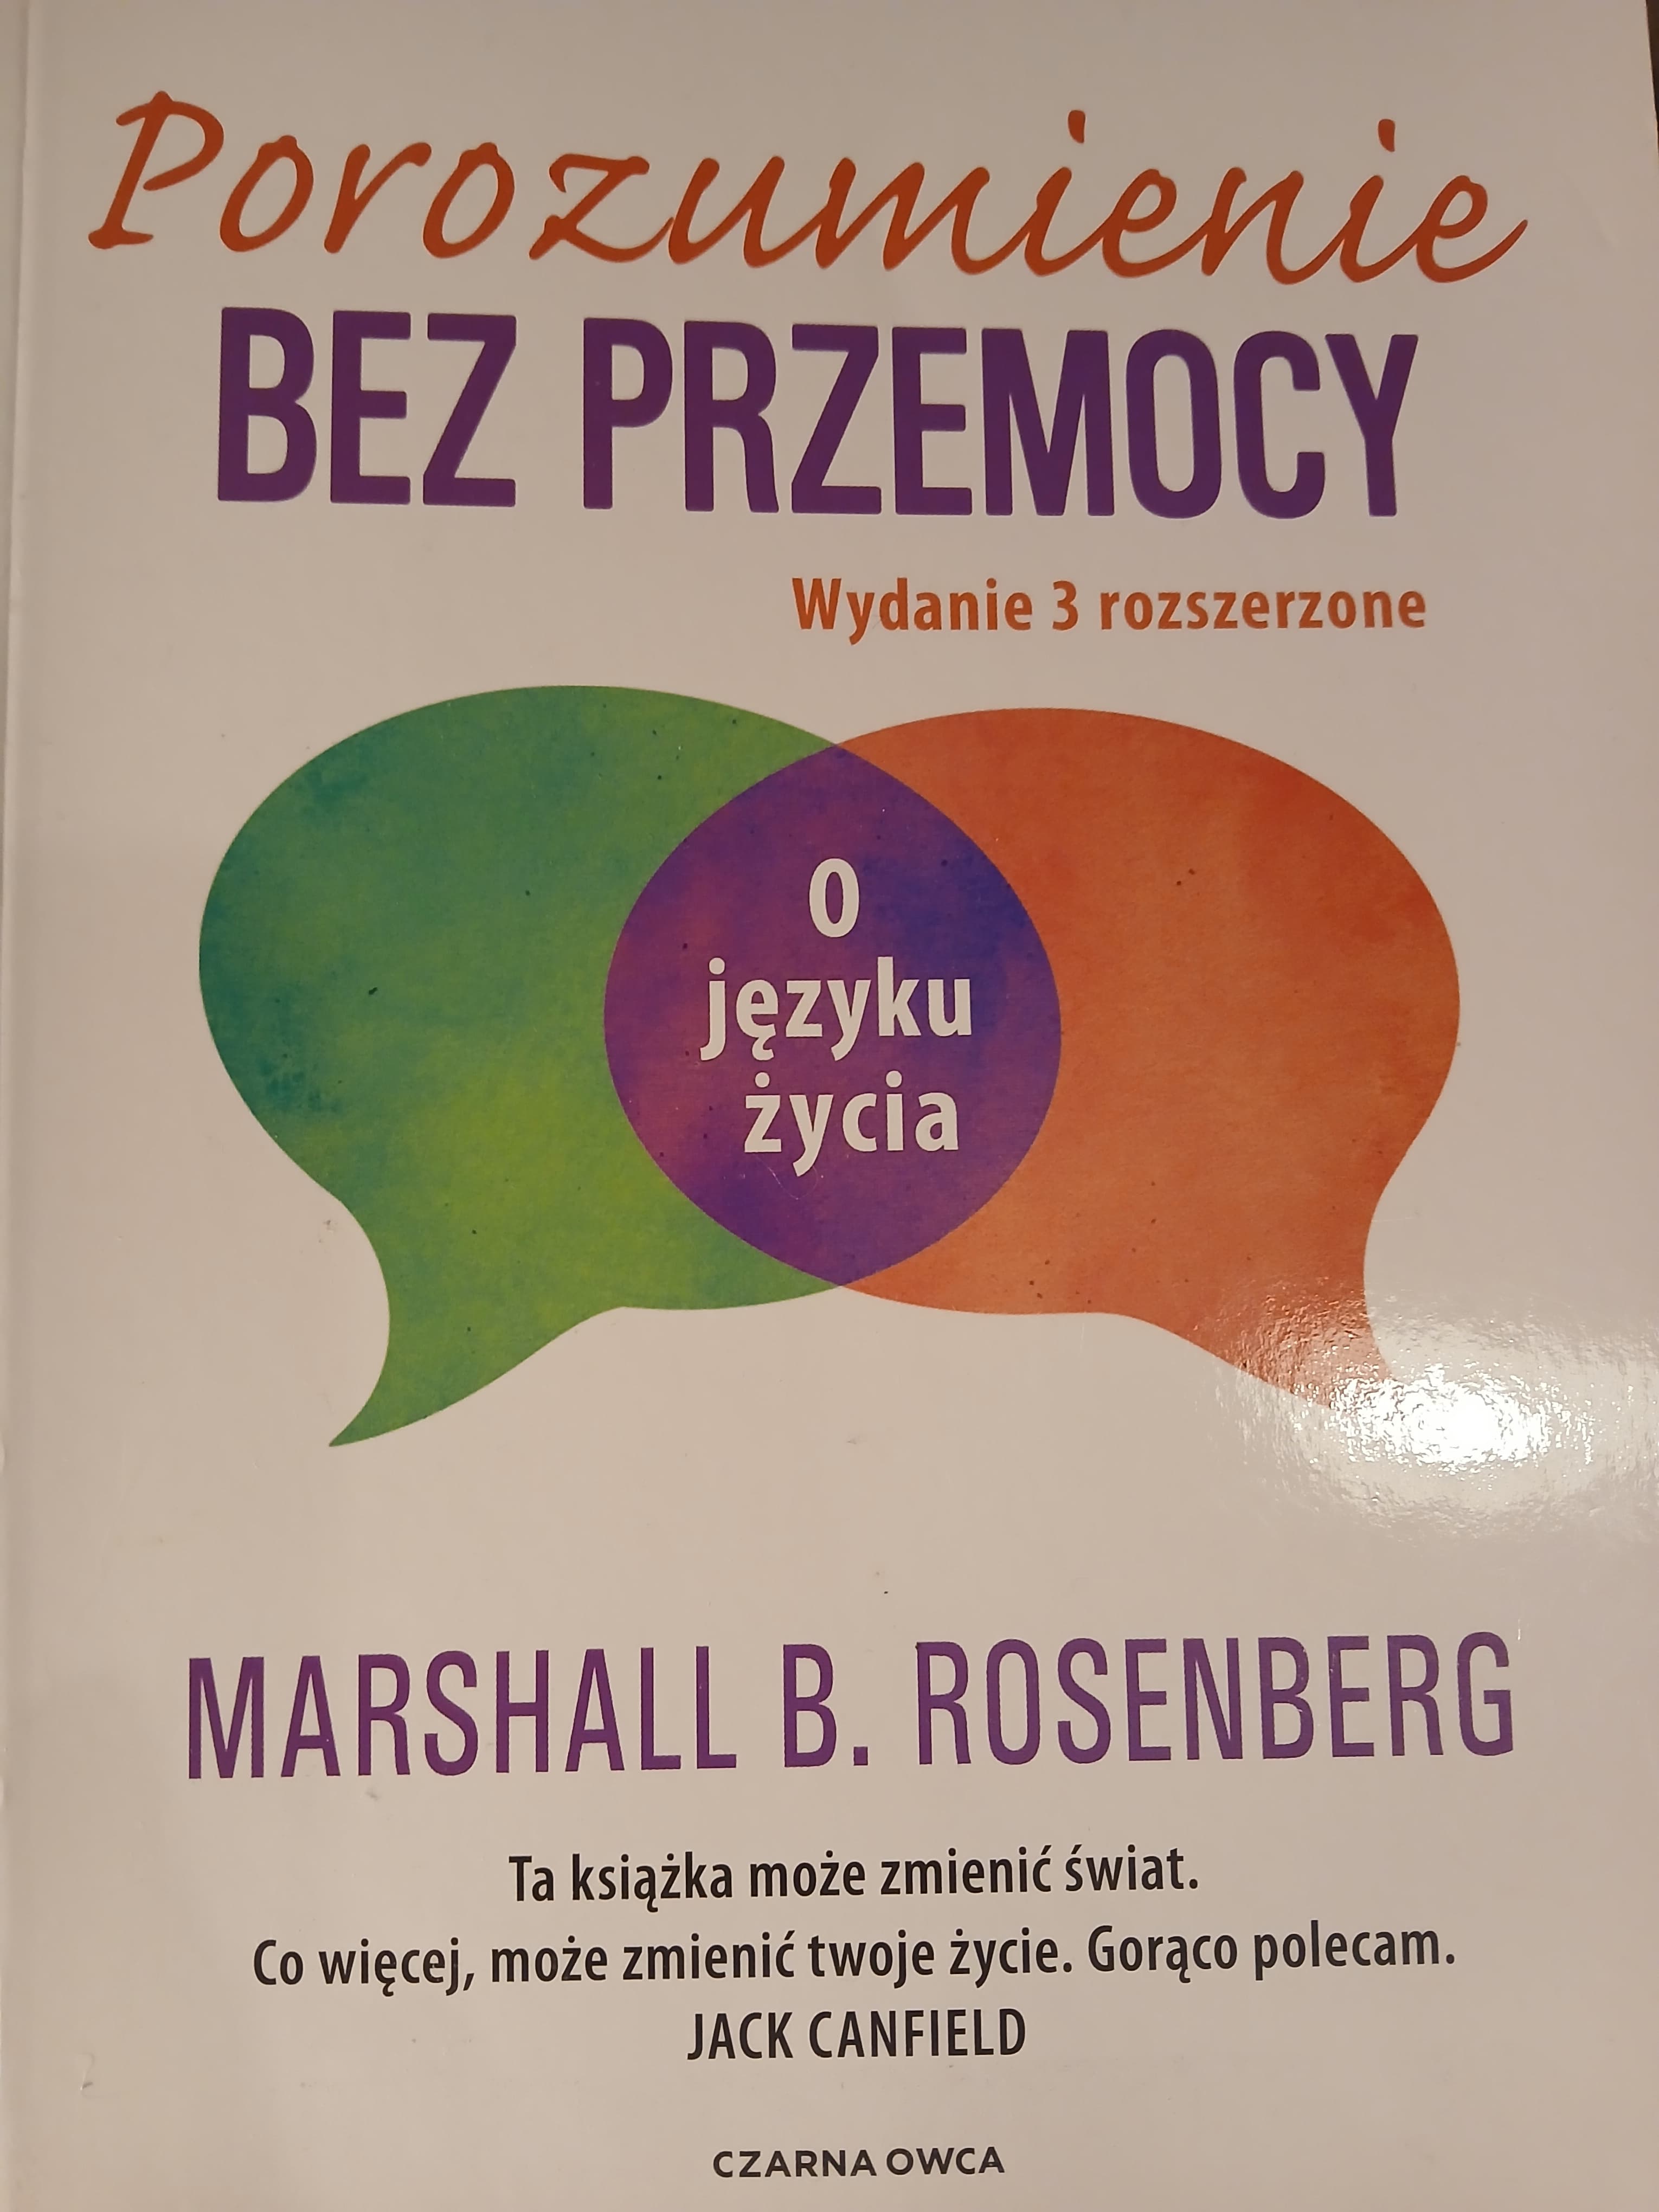 Porozumienie
BEZ PRZEMOCY
Wydanie 3 rozszerzone
O
języku
życia
MARSHALL B. ROSENBERG
Ta książka może zmienić świat.
Co więcej, może zmienić twoje życie. Gorąco polecam.
JACK CANFIELD
CZARNA OWCA